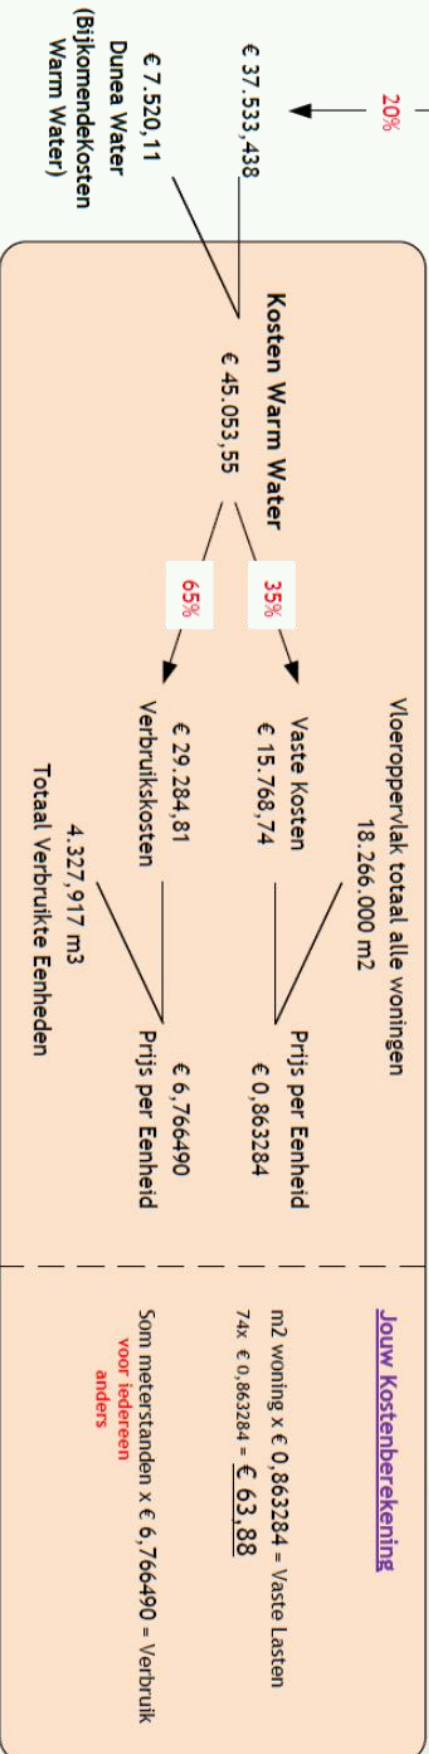 20%
€ 37.533,438
€ 7.520,11
Dunea Water
(BijkomendeKosten
Warm Water)
Kosten Warm Water
€ 45.053,55
35%
65%
Vloeroppervlak totaal alle woningen
18.266.000 m2
Vaste Kosten
€ 15.768,74
€ 29.284,81
Verbruikskosten
4.327,917 m3
Totaal Verbruikte Eenheden
Prijs per Eenheid
€ 0,863284
€ 6,766490
Prijs per Eenheid
Jouw Kostenberekening
m2 woning x € 0,863284 = Vaste Lasten
74x € 0,863284 = € 63,88
Som meterstanden x € 6,766490 = Verbruik
voor iedereen
anders